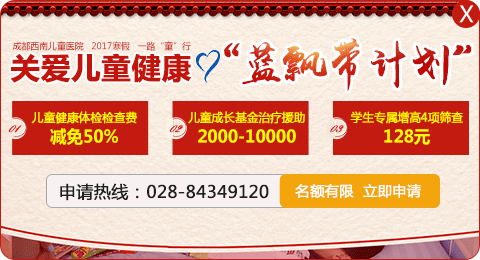 X
成都西南儿童医院 2017寒假 一路“童”行
关爱儿童健康 “蓝飘带计划”
01 儿童健康体检检查费
减免50%
02 儿童成长基金治疗援助
2000-10000
03 学生专属增高4项筛查
128元
申请热线：028-84349120 名额有限 立即申请